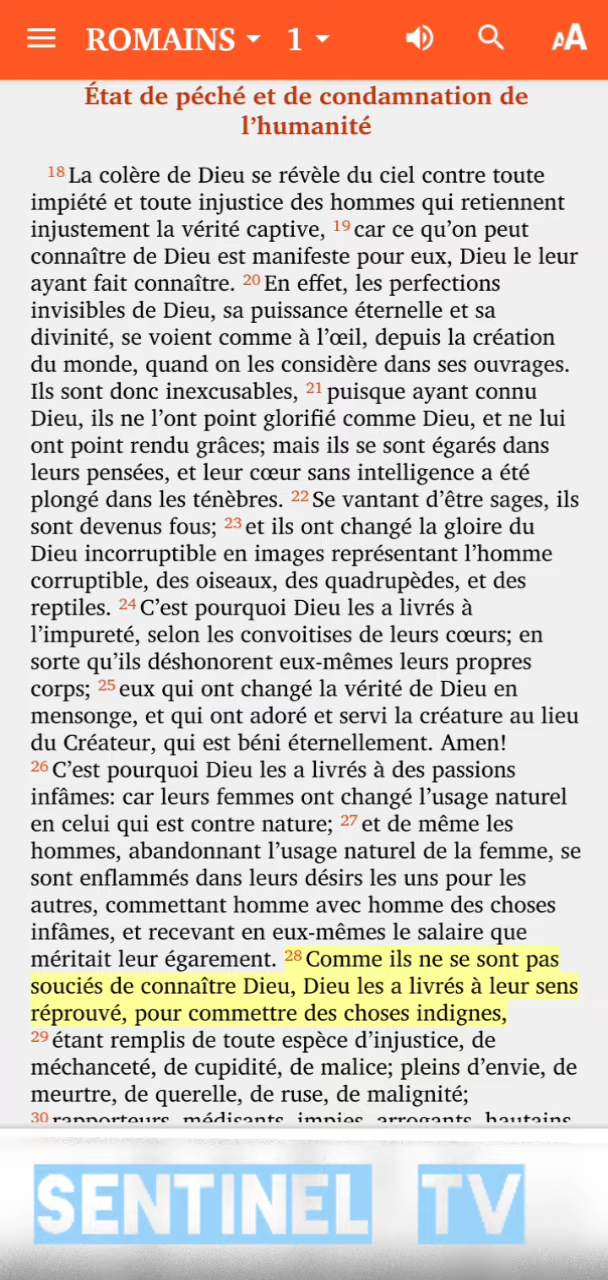 ROMAINS 1 AA
État de péché et de condamnation de
l’humanité
18 La colère de Dieu se révèle du ciel contre toute
impiété et toute injustice des hommes qui retiennent
injustement la vérité captive, 19 car ce qu’on peut
connaître de Dieu est manifeste pour eux, Dieu le leur
ayant fait connaître. 20 En effet, les perfections
invisibles de Dieu, sa puissance éternelle et sa
divinité, se voient comme à l’œil, depuis la création
du monde, quand on les considère dans ses ouvrages.
Ils sont donc inexcusables, 21 puisque ayant connu
Dieu, ils ne l’ont point glorifié comme Dieu, et ne lui
ont point rendu grâces; mais ils se sont égarés dans
leurs pensées, et leur cœur sans intelligence a été
plongé dans les ténèbres. 22 Se vantant d’être sages, ils
sont devenus fous; 23 et ils ont changé la gloire du
Dieu incorruptible en images représentant l’homme
corruptible, des oiseaux, des quadrupèdes, et des
reptiles. 24 C’est pourquoi Dieu les a livrés à
l’impureté, selon les convoitises de leurs cœurs; en
sorte qu’ils déshonorent eux-mêmes leurs propres
corps; 25 eux qui ont changé la vérité de Dieu en
mensonge, et qui ont adoré et servi la créature au lieu
du Créateur, qui est béni éternellement. Amen!
26 C’est pourquoi Dieu les a livrés à des passions
infâmes: car leurs femmes ont changé l’usage naturel
en celui qui est contre nature; 27 et de même les
hommes, abandonnant l’usage naturel de la femme, se
sont enflammés dans leurs désirs les uns pour les
autres, commettant homme avec homme des choses
infâmes, et recevant en eux-mêmes le salaire que
méritait leur égarement. 28 Comme ils ne se sont pas
souciés de connaître Dieu, Dieu les a livrés à leur sens
réprouvé, pour commettre des choses indignes,
29 étant remplis de toute espèce d’injustice, de
méchanceté, de cupidité, de malice; pleins d’envie, de
meurtre, de querelle, de ruse, de malignité;
30 rapporteurs, médisants, impies, arrogants, hautains,
SENTINEL TV